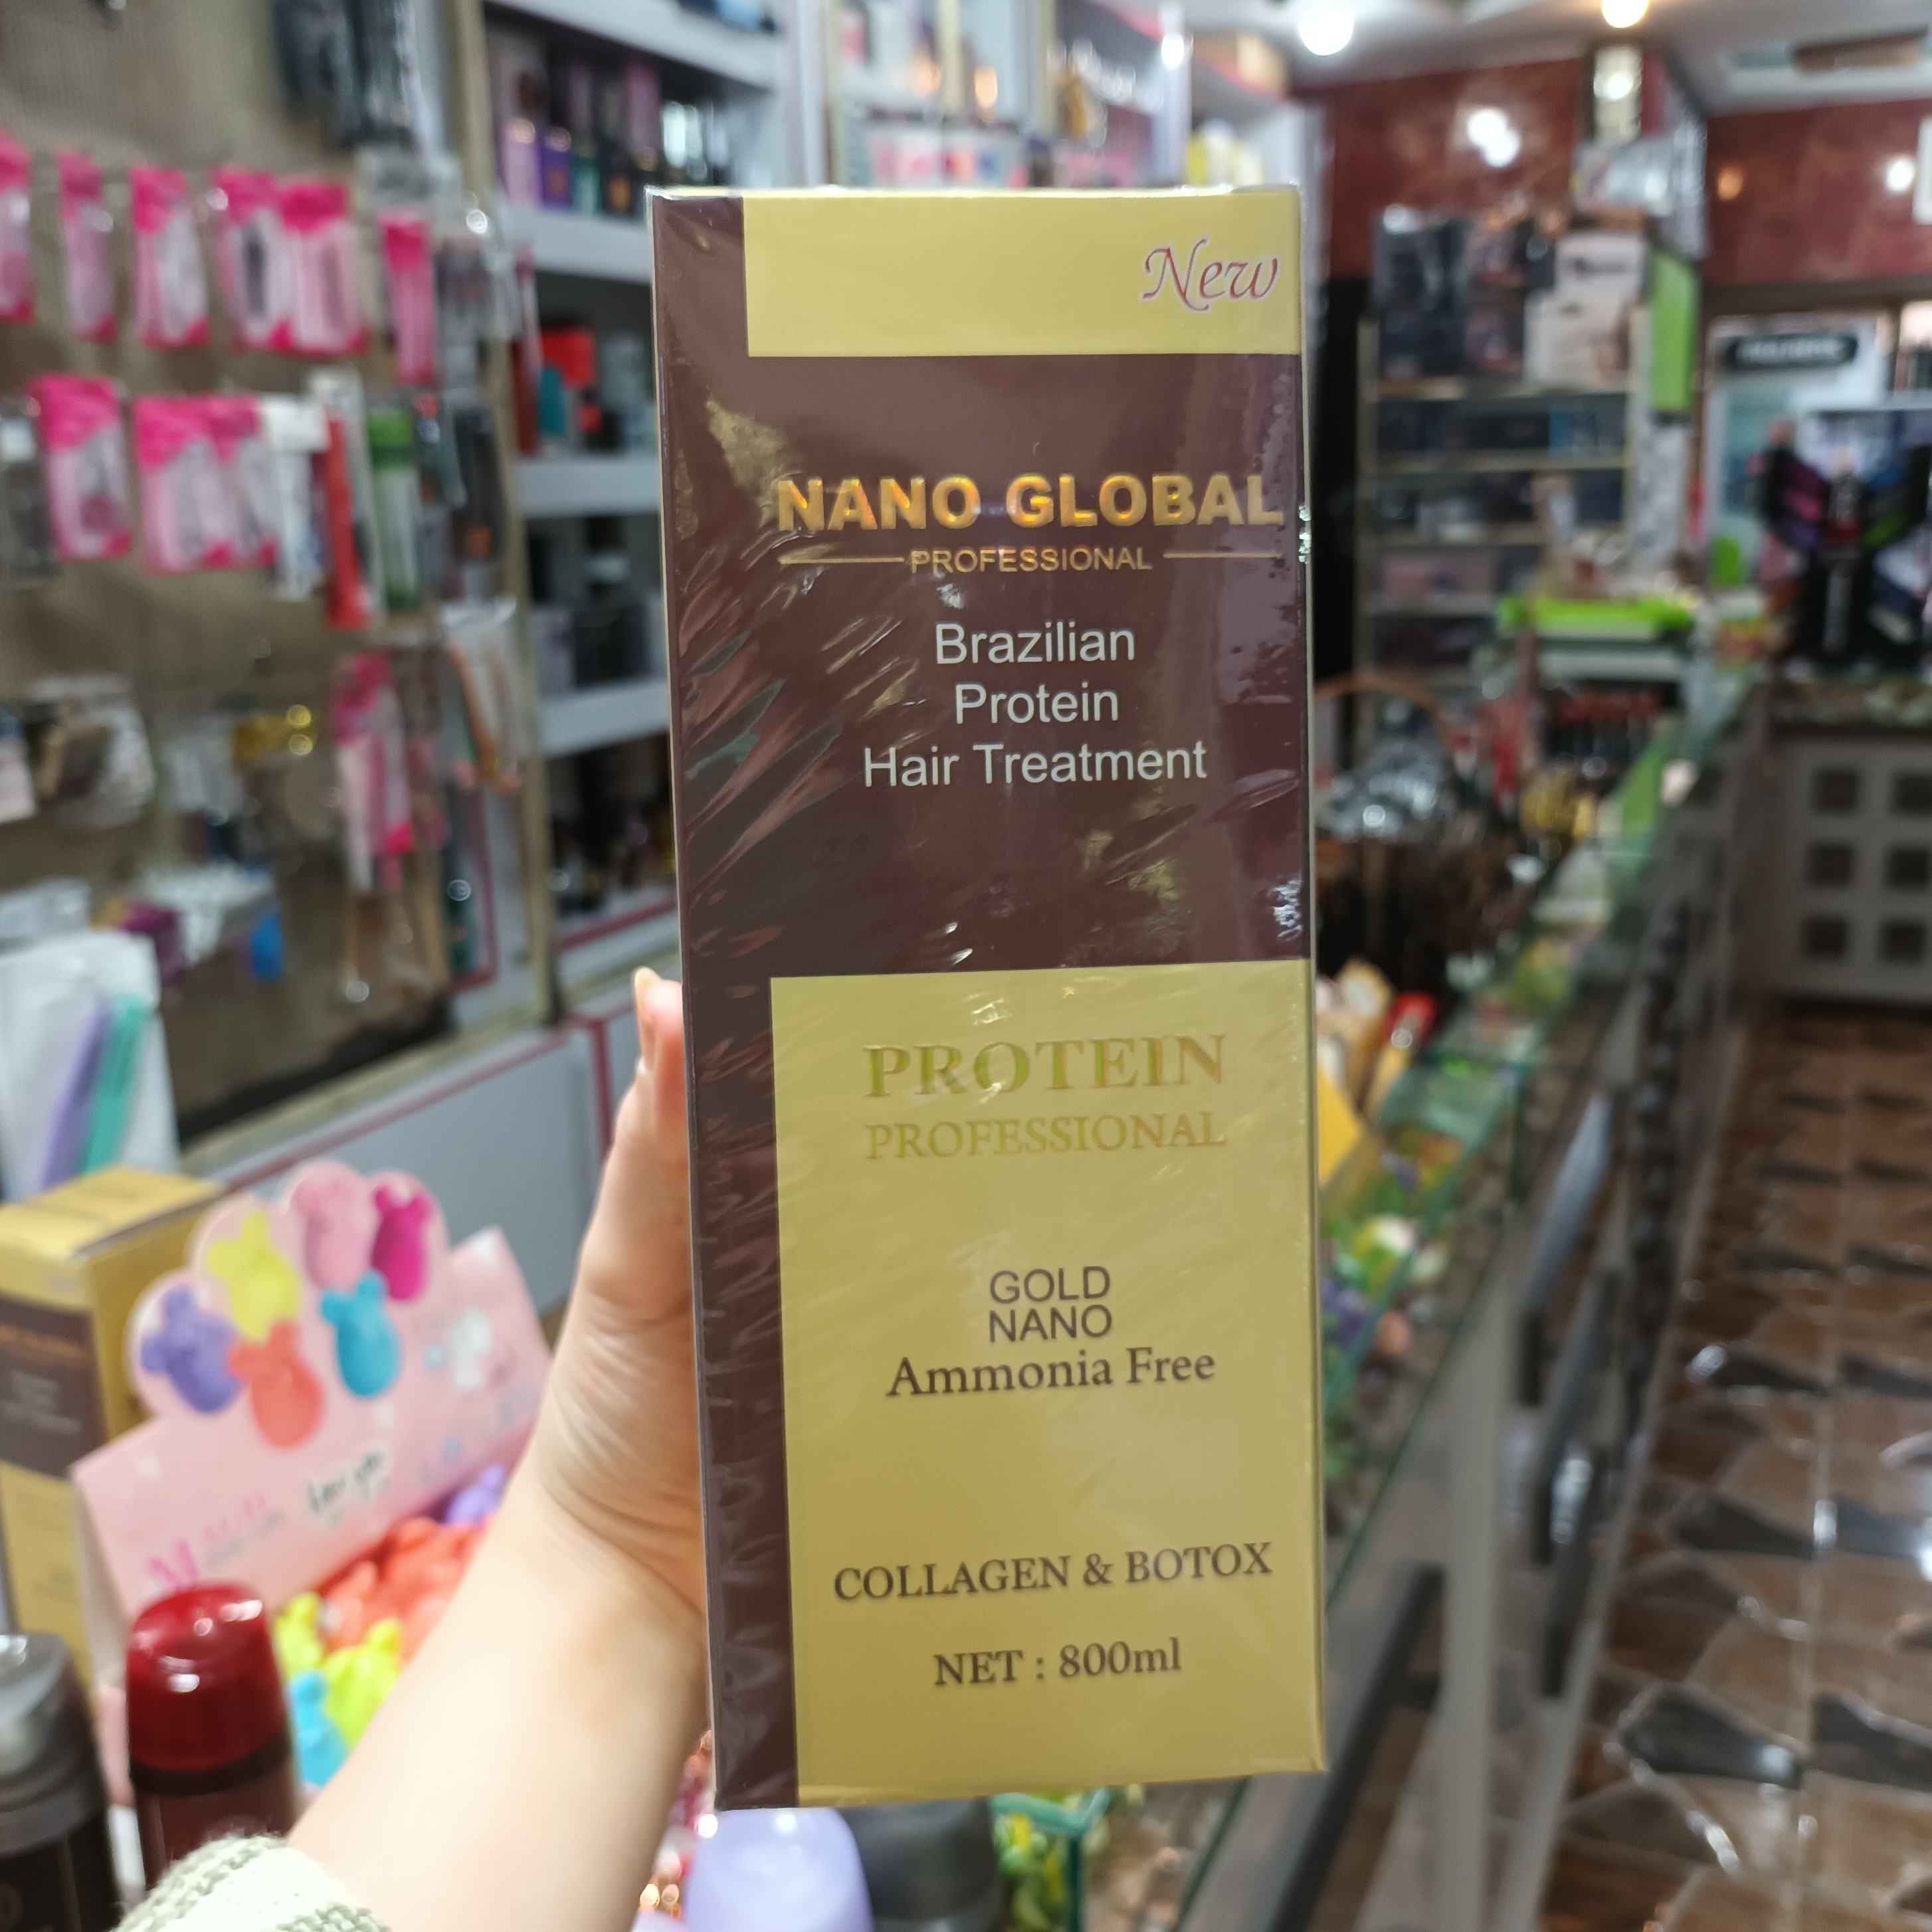 New
NANO GLOBAL
PROFESSIONAL
Brazilian
Protein
Hair Treatment
PROTEIN
PROFESSIONAL
GOLD
NANO
Ammonia Free
COLLAGEN & BOTOX
NET : 800ml